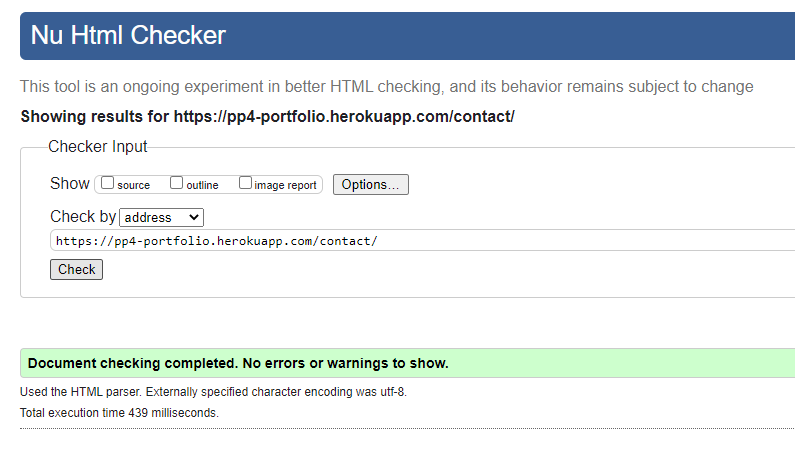 Nu Html Checker
This tool is an ongoing experiment in better HTML checking, and its behavior remains subject to change
Showing results for https://pp4-portfolio.herokuapp.com/contact/
Checker Input
Show source outline image report Options...
Check by address
https://pp4-portfolio.herokuapp.com/contact/
Check
Document checking completed. No errors or warnings to show.
Used the HTML parser. Externally specified character encoding was utf-8.
Total execution time 439 milliseconds.